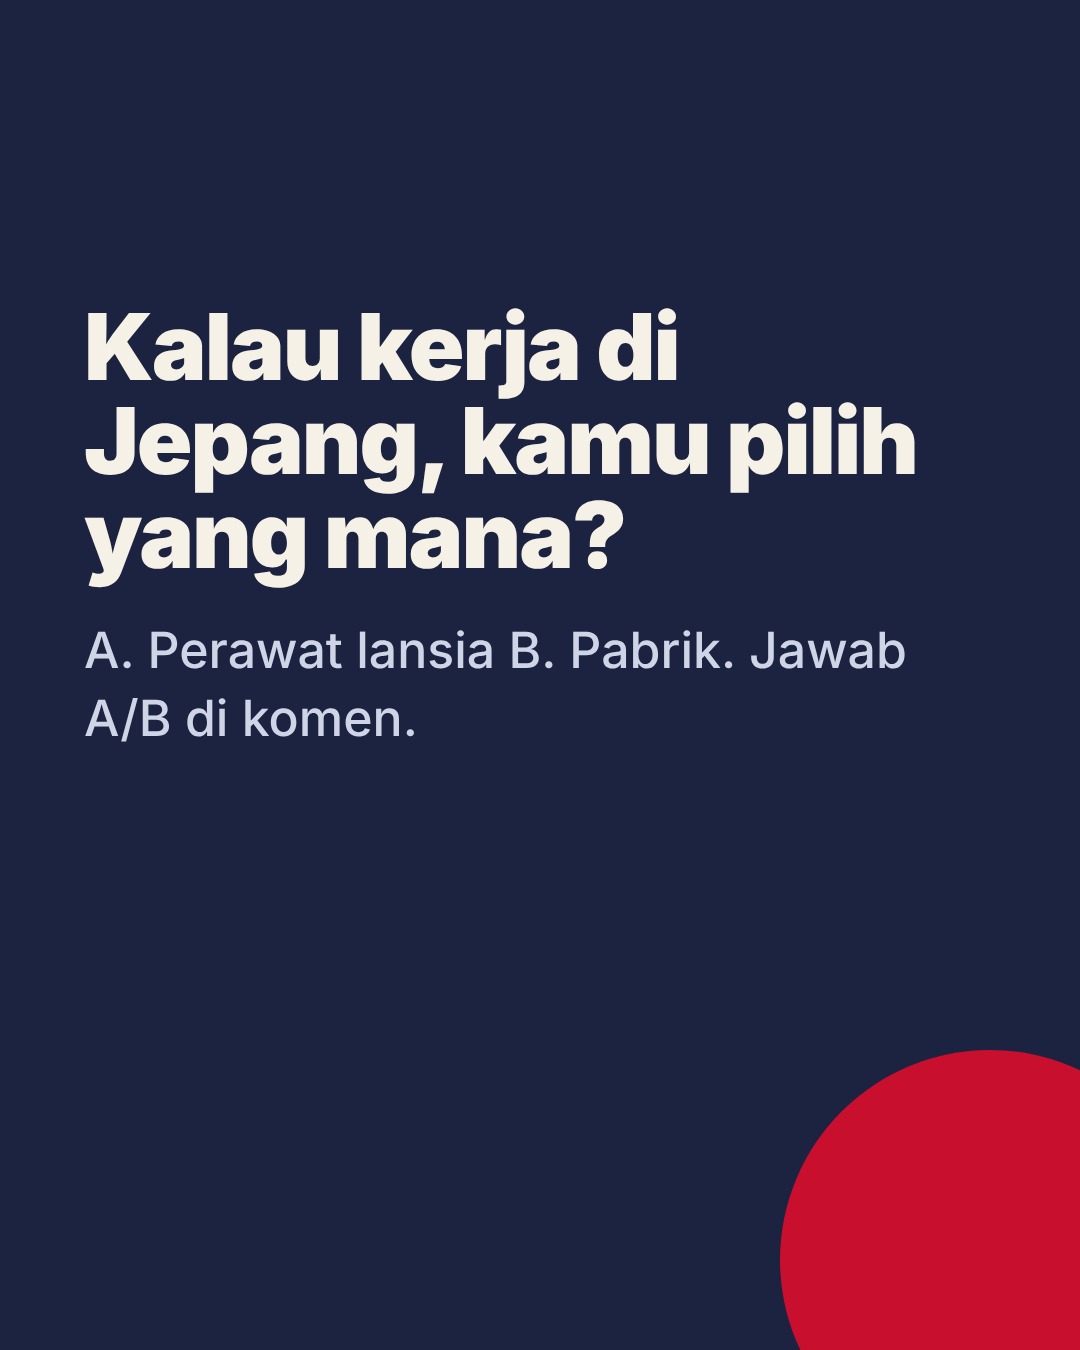 Kalau kerja di
Jepang, kamu pilih
yang mana?
A. Perawat lansia B. Pabrik. Jawab
A/B di komen.